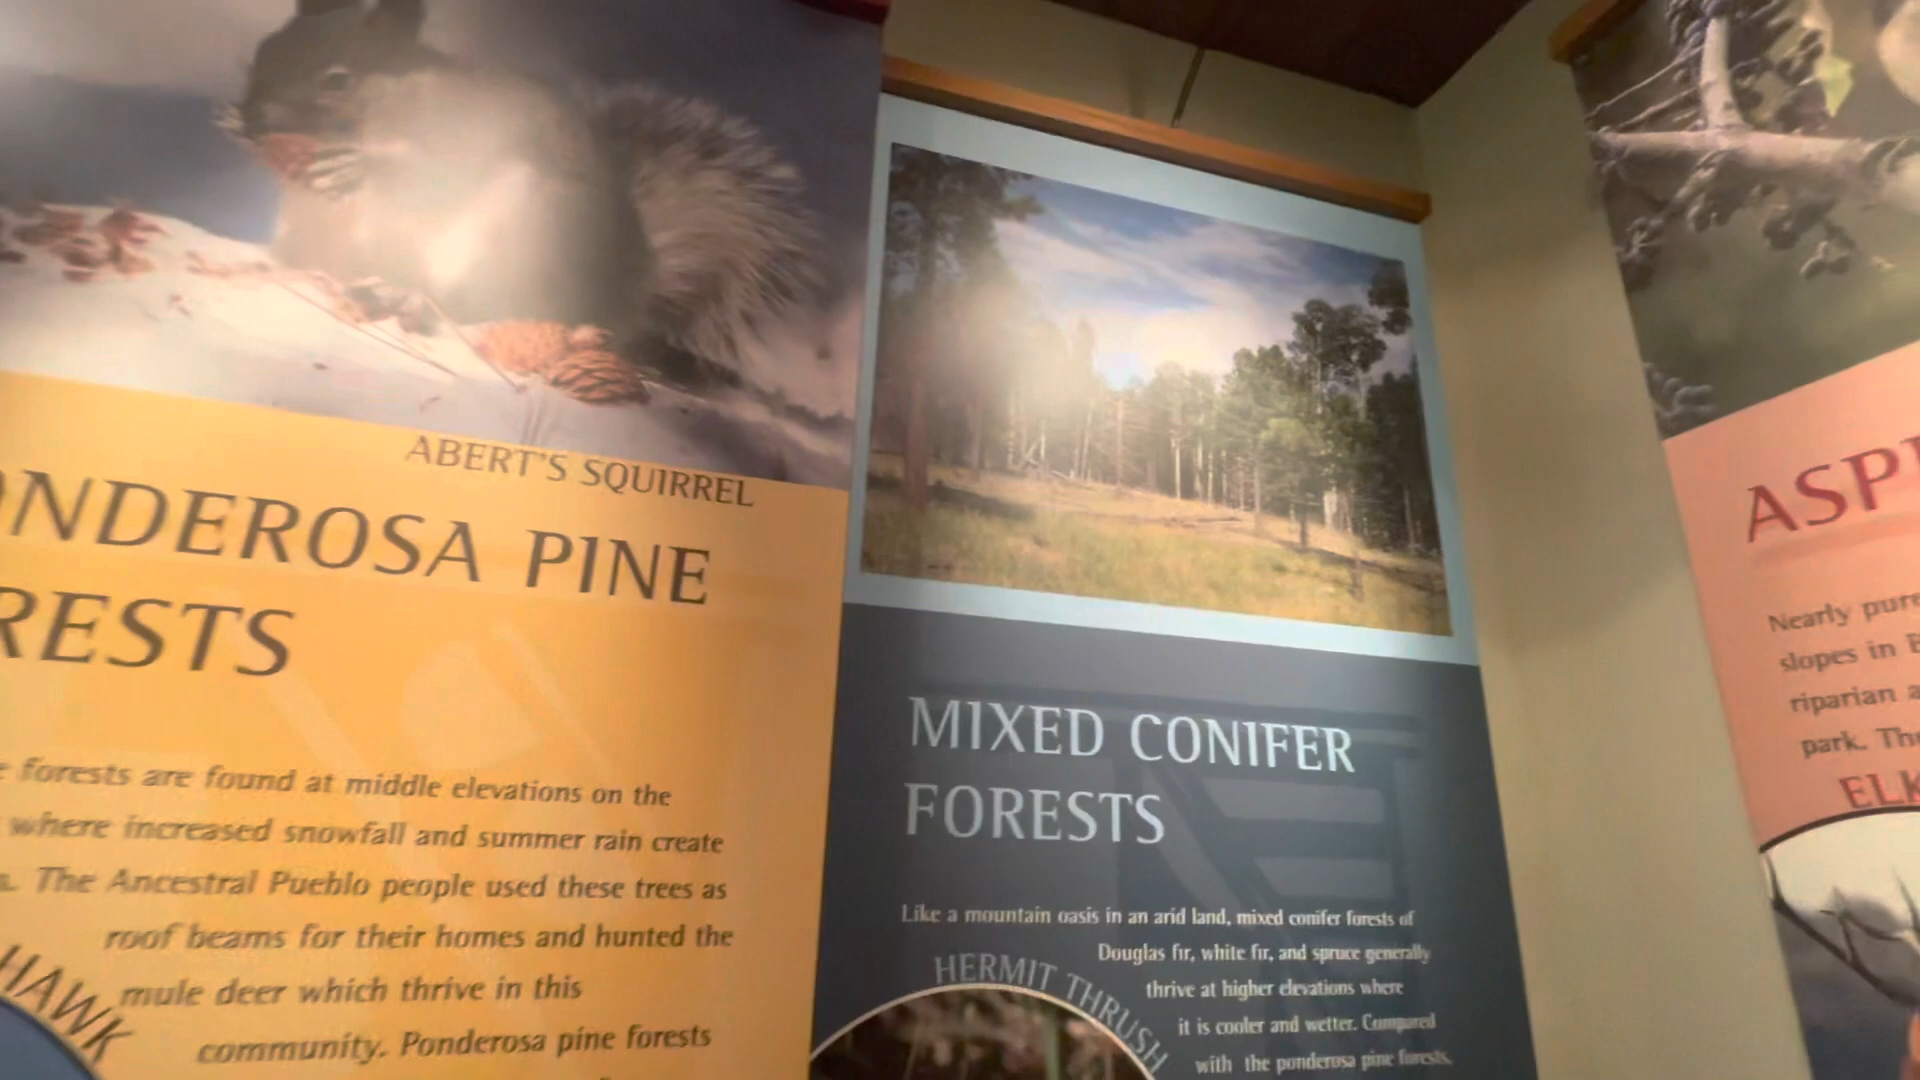 ABERT'S SQUIRREL
ONDEROSA PINE
RESTS
forests are found at middle elevations on the
where increased snowfall and summer rain create
The Ancestral Pueblo people used these trees as
roof beams for their homes and hunted the
mule deer which thrive in this
community. Ponderosa pine forests
HAWK
MIXED CONIFER
FORESTS
Like a mountain oasis in an arid land, mixed conifer forests of
Douglas fir, white fir, and spruce generally
thrive at higher elevations where
it is cooler and wetter. Compared
with the ponderosa pine forests,
HERMIT THRUSH
ASP
Nearly pure
slopes in
riparian
park. The
ELK